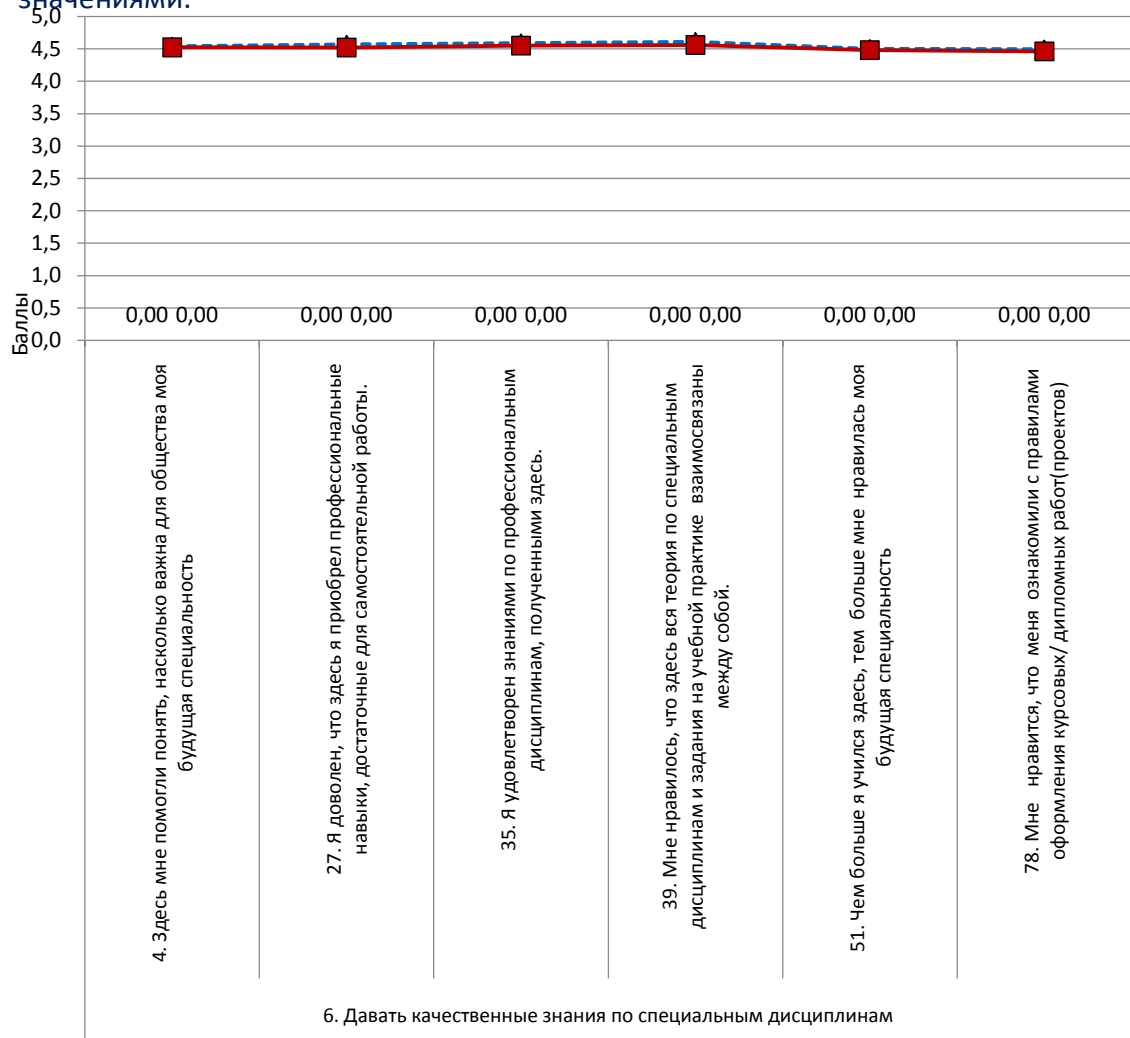 значениями.
5,0
4,5
4,0
3,5
3,0
2,5
2,0
1,5
1,0
0,5
0,0
Баллы
0,00 0,00
0,00 0,00
0,00 0,00
0,00 0,00
0,00 0,00
0,00 0,00
4. Здесь мне помогли понять, насколько важна для общества моя
будущая специальность
27. Я доволен, что здесь я приобрел профессиональные
навыки, достаточные для самостоятельной работы.
35. Я удовлетворен знаниями по профессиональным
дисциплинам, полученными здесь.
39. Мне нравилось, что здесь вся теория по специальным
дисциплинам и задания на учебной практике взаимосвязаны
между собой.
51. Чем больше я учился здесь, тем больше мне нравилась моя
будущая специальность
78. Мне нравится, что меня ознакомили с правилами
оформления курсовых/ дипломных работ(проектов)
6. Давать качественные знания по специальным дисциплинам